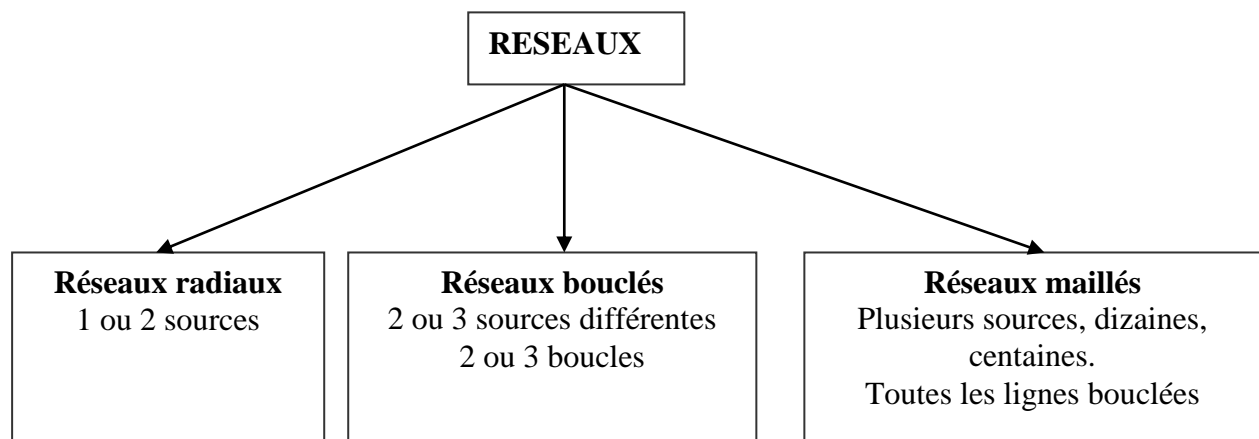 RESEAUX
Réseaux radiaux
1 ou 2 sources
Réseaux bouclés
2 ou 3 sources différentes
2 ou 3 boucles
Réseaux maillés
Plusieurs sources, dizaines,
centaines.
Toutes les lignes bouclées